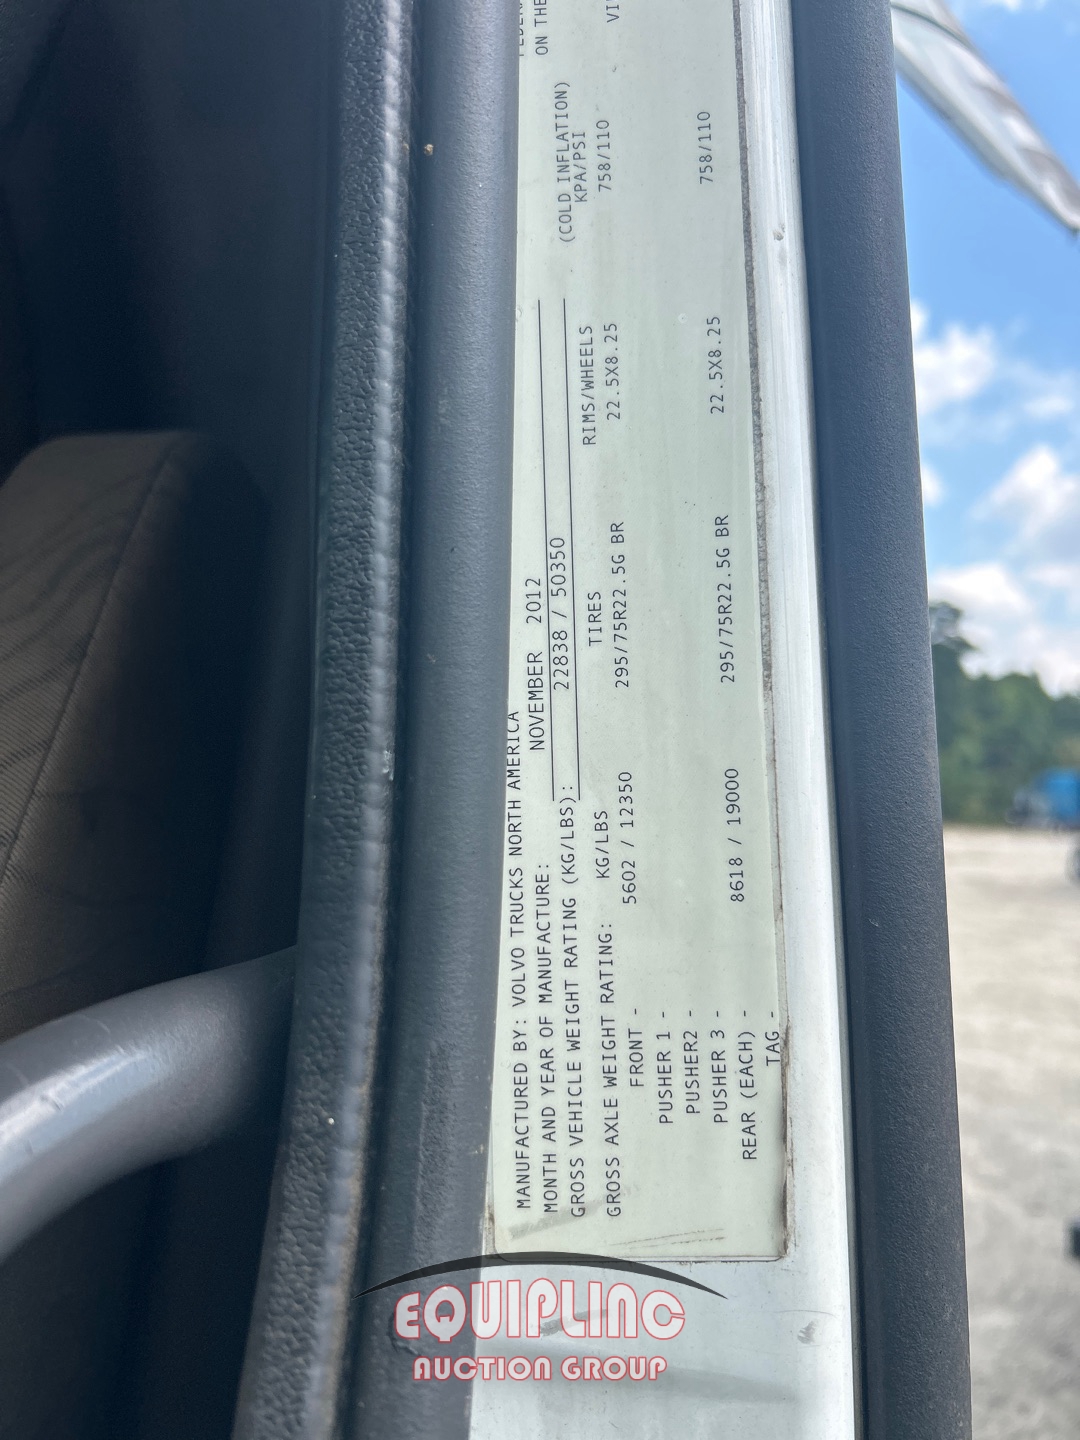 MANUFACTURED BY: VOLVO TRUCKS NORTH AMERICA
MONTH AND YEAR OF MANUFACTURE: NOVEMBER 2012
GROSS VEHICLE WEIGHT RATING (KG/LBS): 22838 / 50350
(COLD INFLATION)
GROSS AXLE WEIGHT RATING: KG/LBS TIRES RIMS/WHEELS KPA/PSI
FRONT - 5602 / 12350 295/75R22.5G BR 22.5X8.25 758/110
PUSHER 1 -
PUSHER2 -
PUSHER 3 -
REAR (EACH) - 8618 / 19000 295/75R22.5G BR 22.5X8.25 758/110
TAG -
ON THE
VI
EQUIPLINC
AUCTION GROUP